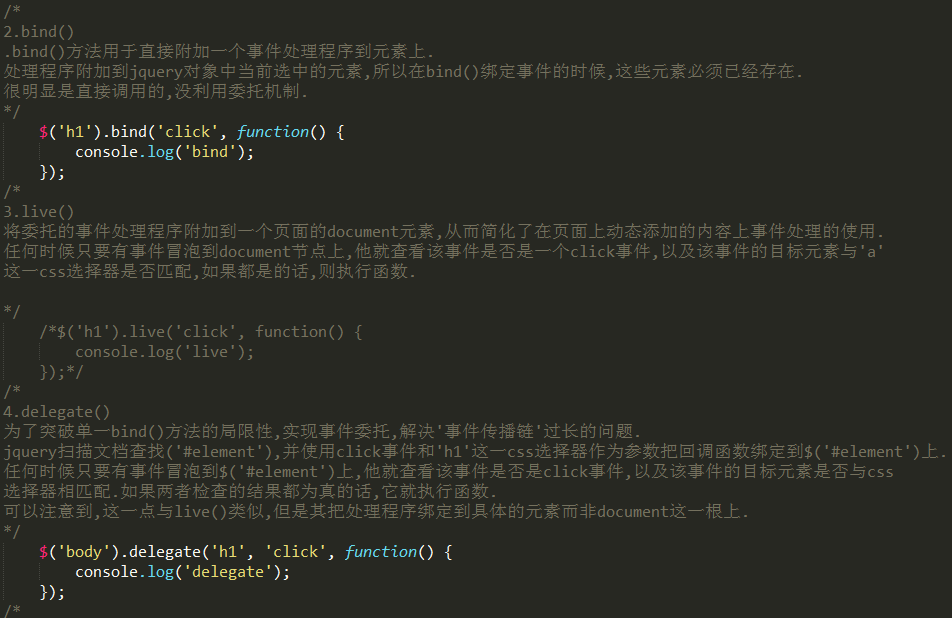 /*
2.bind()
.bind()方法用于直接附加一个事件处理程序到元素上.
处理程序附加到jquery对象中当前选中的元素,所以在bind()绑定事件的时候,这些元素必须已经存在.
很明显是直接调用的,没利用委托机制.
*/
    $('h1').bind('click', function() {
        console.log('bind');
    });
/*
3.live()
将委托的事件处理程序附加到一个页面的document元素,从而简化了在页面上动态添加的内容上事件处理的使用.
任何时候只要有事件冒泡到document节点上,他就查看该事件是否是一个click事件,以及该事件的目标元素与'a'
这一css选择器是否匹配,如果都是的话,则执行函数.

*/
    /*$('h1').live('click', function() {
        console.log('live');
    });*/
/*
4.delegate()
为了突破单一bind()方法的局限性,实现事件委托,解决'事件传播链'过长的问题.
jquery扫描文档查找('#element'),并使用click事件和'h1'这一css选择器作为参数把回调函数绑定到$('#element')上.
任何时候只要有事件冒泡到$('#element')上,他就查看该事件是否是click事件,以及该事件的目标元素是否与css
选择器相匹配.如果两者检查的结果都为真的话,它就执行函数.
可以注意到,这一点与live()类似,但是其把处理程序绑定到具体的元素而非document这一根上.
*/
    $('body').delegate('h1', 'click', function() {
        console.log('delegate');
    });
/*